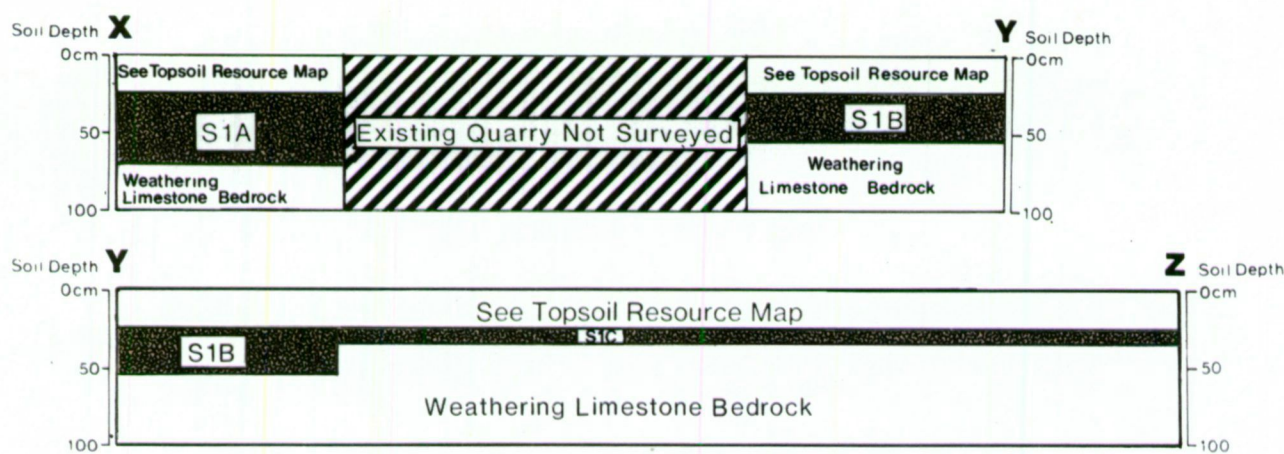 Soil Depth X
Y Soil Depth
0cm
0cm
See Topsoil Resource Map
See Topsoil Resource Map
S1A
Existing Quarry Not Surveyed
S1B
50
50
Weathering
Limestone Bedrock
Weathering
Limestone Bedrock
100
100
Soil Depth Y
Z Soil Depth
0cm
0cm
See Topsoil Resource Map
S1C
S1B
50
50
Weathering Limestone Bedrock
100
100